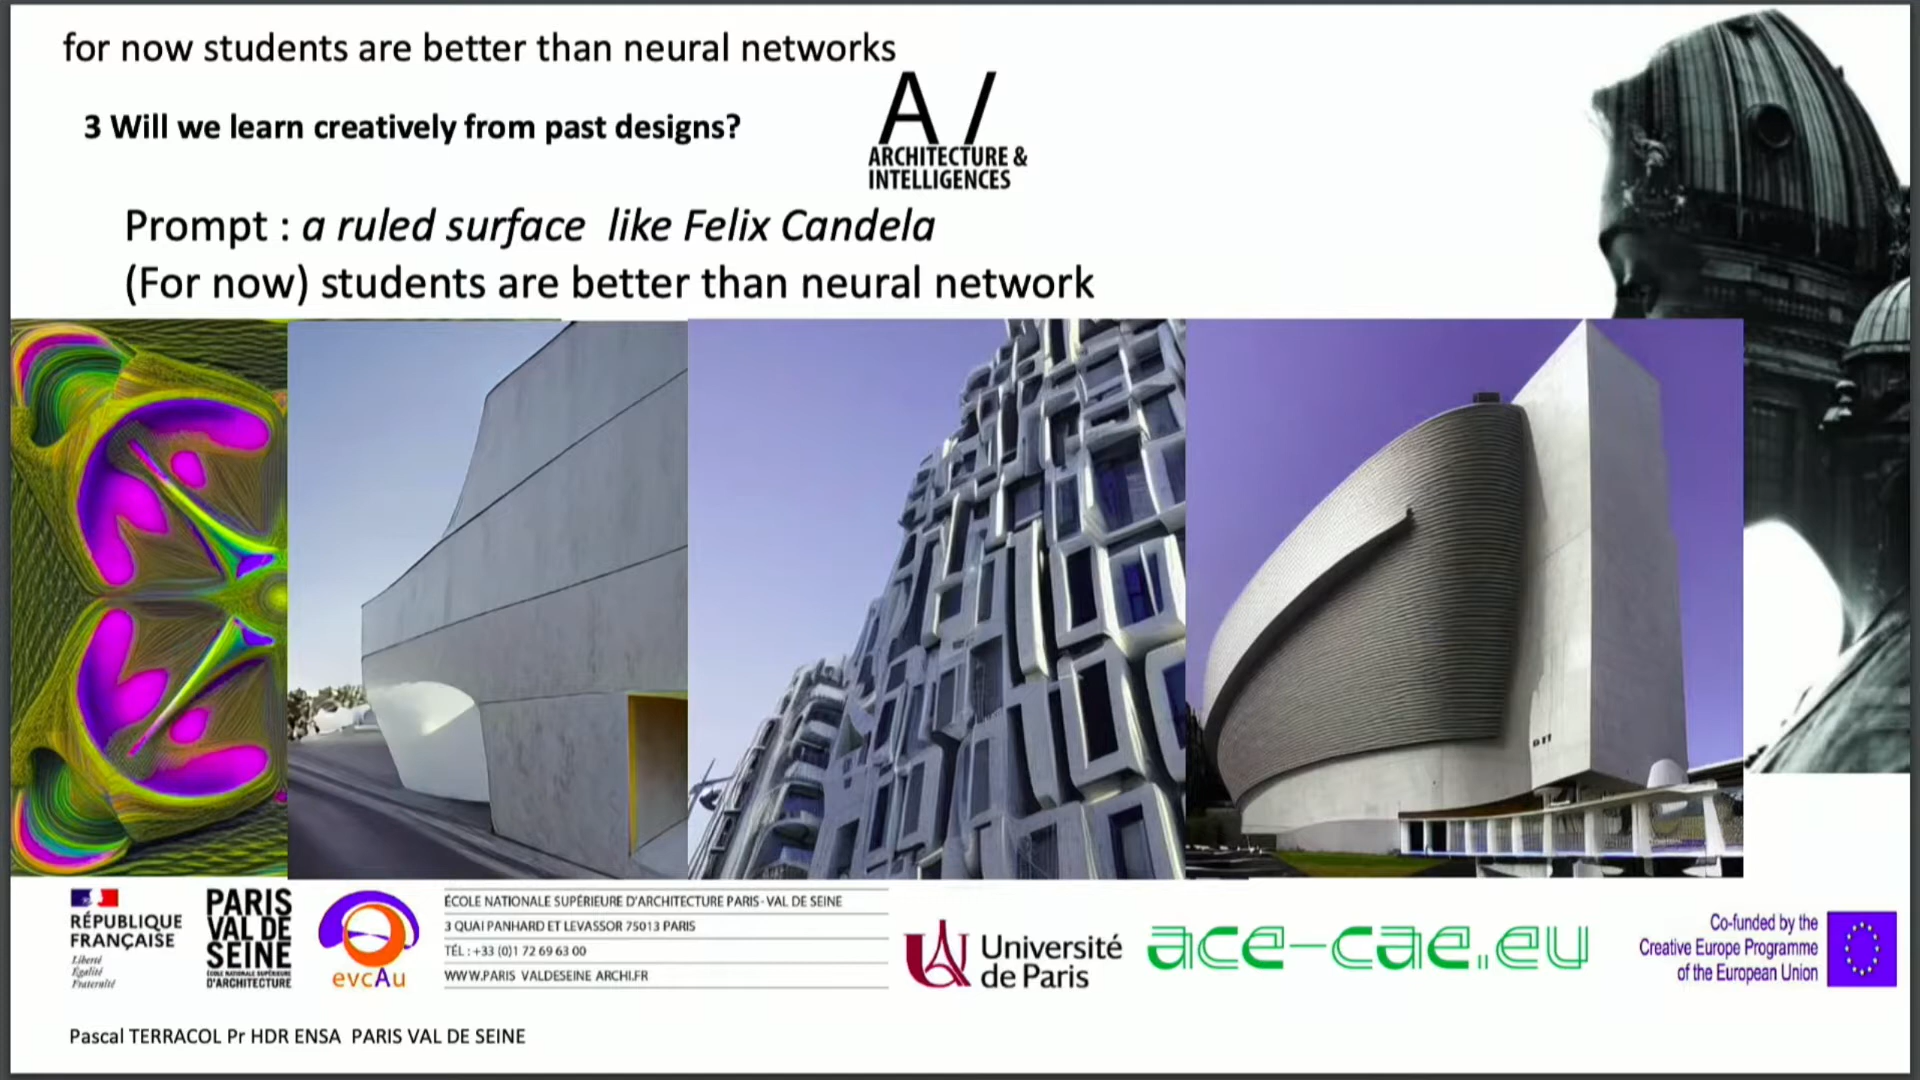 for now students are better than neural networks
3 Will we learn creatively from past designs?
A /
ARCHITECTURE &
INTELLIGENCES
Prompt : a ruled surface like Felix Candela
(For now) students are better than neural network
RÉPUBLIQUE
FRANÇAISE
Liberté
Égalité
Fraternité
PARIS
VAL DE
SEINE
ÉCOLE NATIONALE SUPÉRIEURE
D'ARCHITECTURE
evcAu
ÉCOLE NATIONALE SUPÉRIEURE D'ARCHITECTURE PARIS - VAL DE SEINE
3 QUAI PANHARD ET LEVASSOR 75013 PARIS
TÉL : +33 (0)1 72 69 63 00
WWW.PARIS VALDESEINE ARCHI.FR
Université
de Paris
ace-cae.eu
Co-funded by the
Creative Europe Programme
of the European Union
Pascal TERRACOL Pr HDR ENSA PARIS VAL DE SEINE